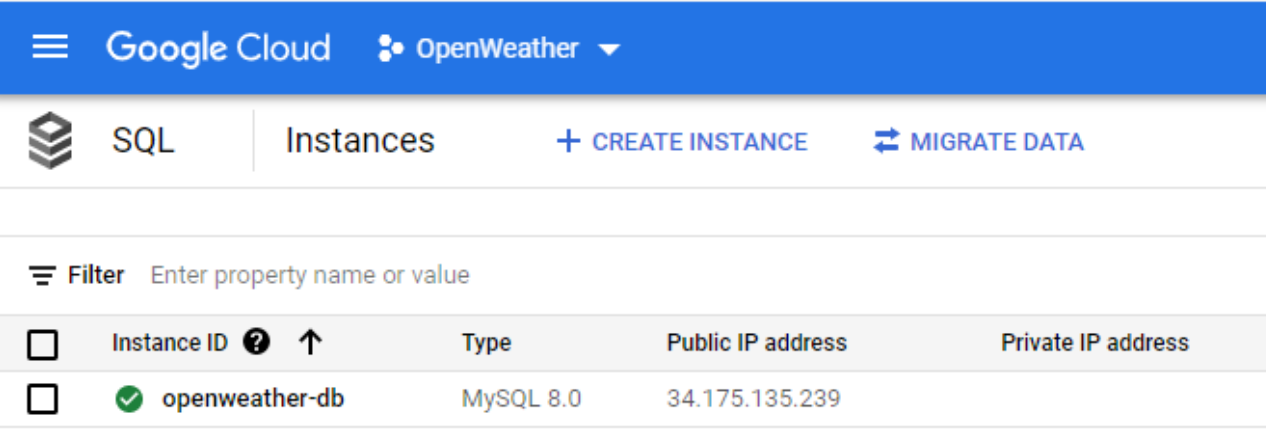 Google Cloud OpenWeather
SQL Instances + CREATE INSTANCE MIGRATE DATA
Filter Enter property name or value
Instance ID ? ↑ Type Public IP address Private IP address
openweather-db MySQL 8.0 34.175.135.239